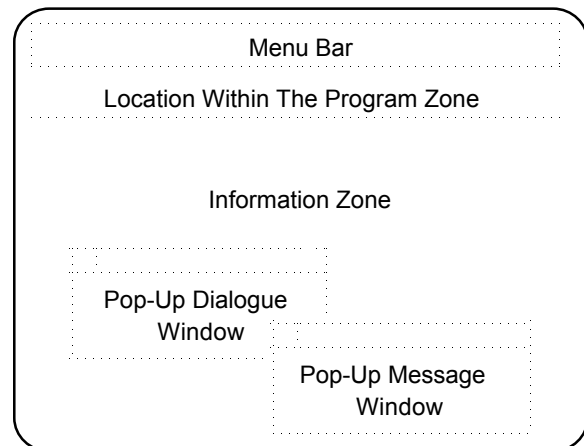 Menu Bar
Location Within The Program Zone
Information Zone
Pop-Up Dialogue
Window
Pop-Up Message
Window